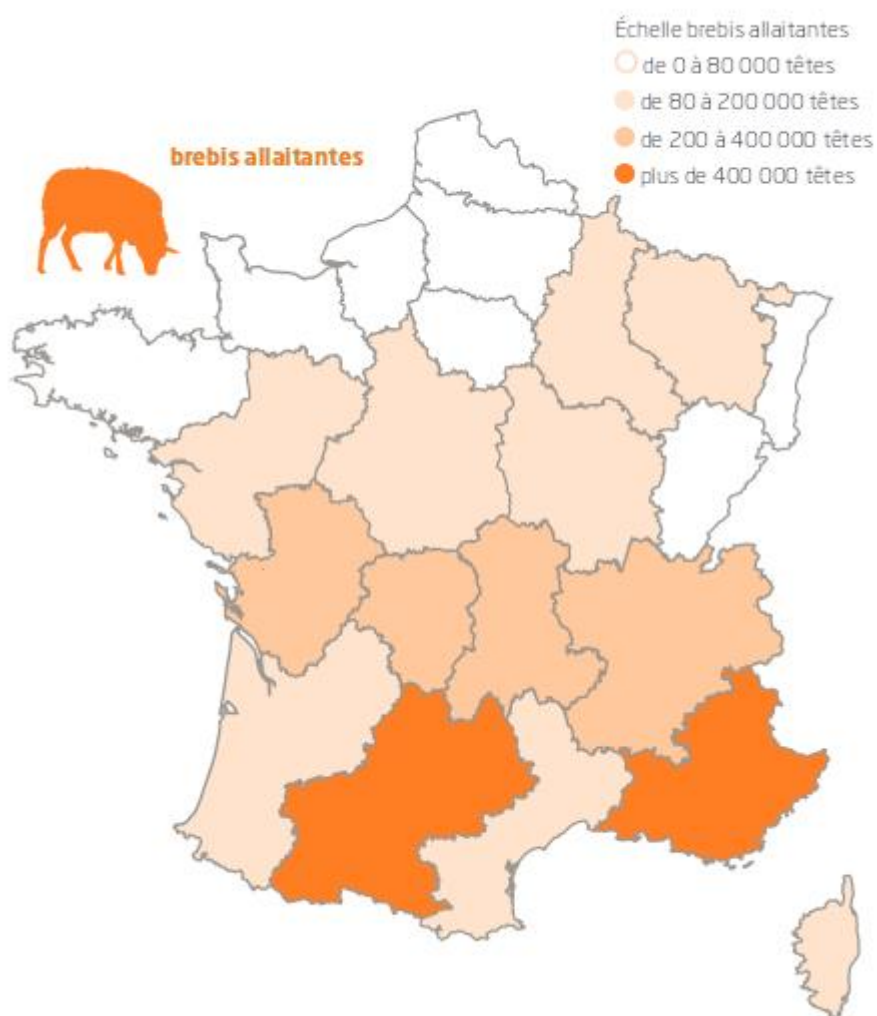 Échelle brebis allaitantes
de 0 à 80 000 têtes
de 80 à 200 000 têtes
de 200 à 400 000 têtes
plus de 400 000 têtes
brebis allaitantes